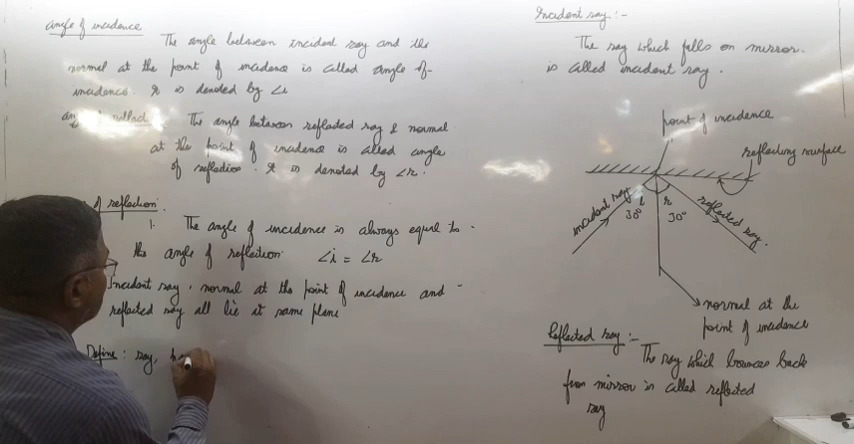 Angle of incidence
The angle between incident ray and the
normal at the point of incidence is called angle of
incidence. It is denoted by ∠i
The angle between reflected ray & normal
at the point of incidence is called angle
of reflection. It is denoted by ∠r.
of reflection:
1. The angle of incidence is always equal to
the angle of reflection ∠i = ∠r
Incident ray, normal at the point of incidence and
reflected ray all lie it same plane
Define : ray,
Incident ray :-
The ray which falls on mirror.
is called incident ray.
point of incidence
reflecting surface
incident ray
i
r
30°
30°
reflected ray.
normal at the
point of incidence
Reflected ray :-
The ray which bounces back
from mirror is called reflected
ray